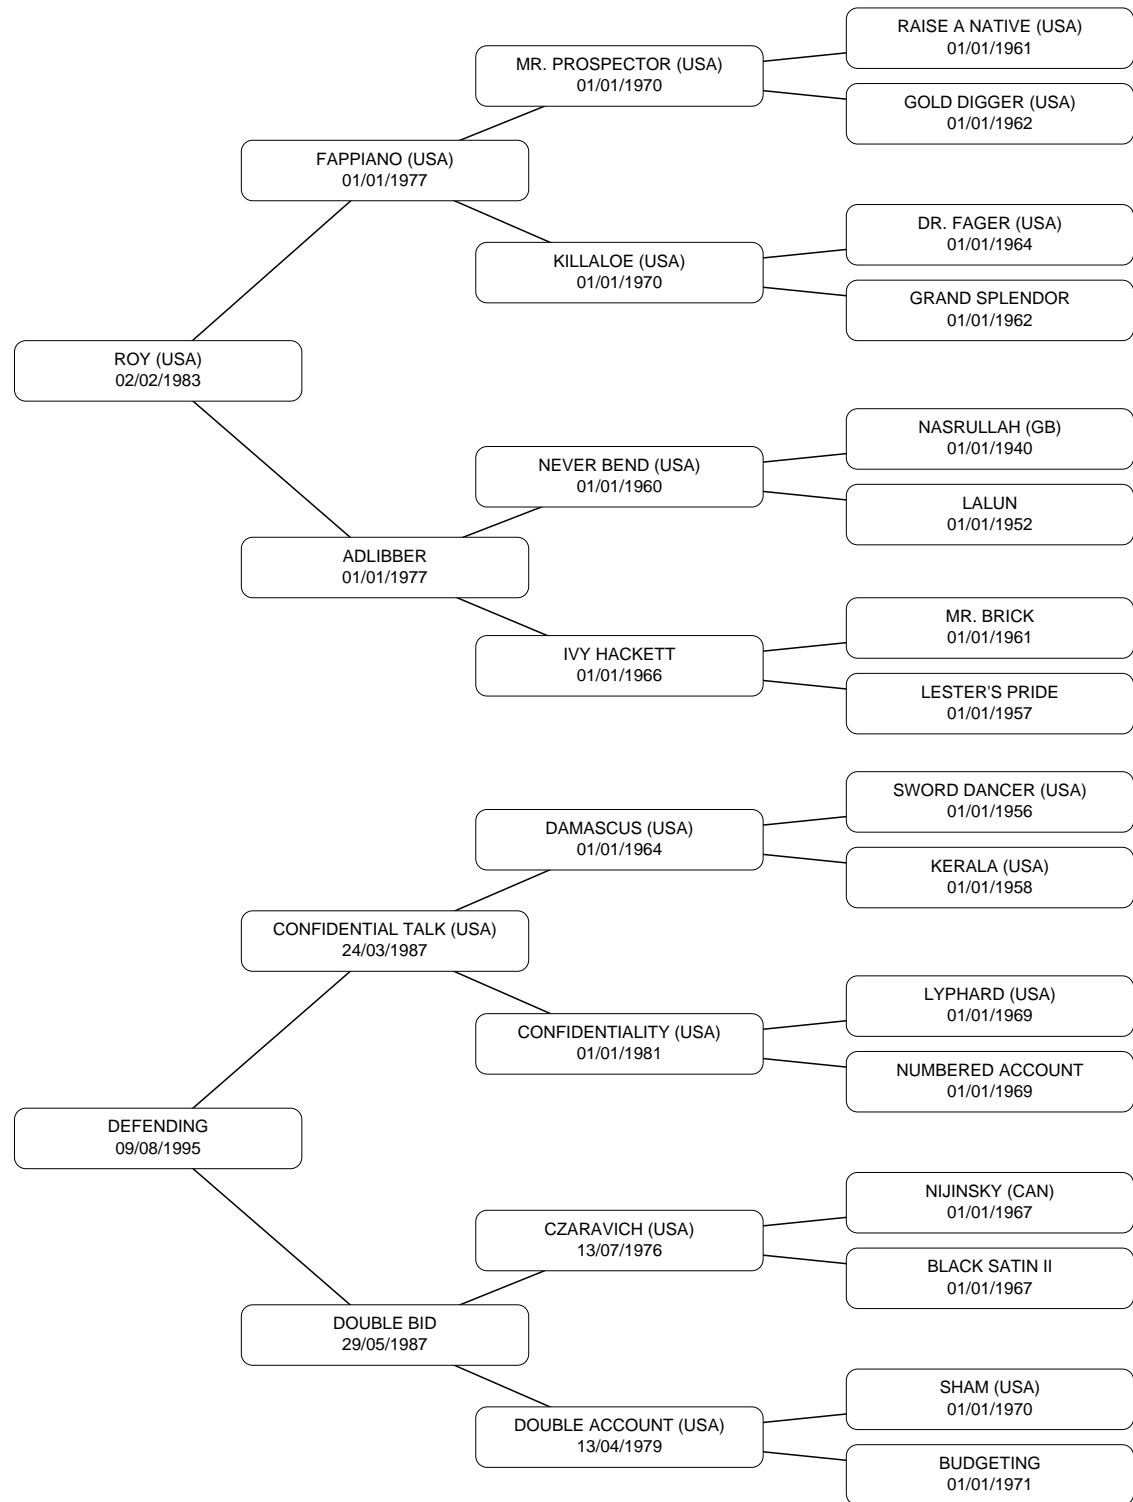 RAISE A NATIVE (USA)
01/01/1961
MR. PROSPECTOR (USA)
01/01/1970
GOLD DIGGER (USA)
01/01/1962
FAPPIANO (USA)
01/01/1977
DR. FAGER (USA)
01/01/1964
KILLALOE (USA)
01/01/1970
GRAND SPLENDOR
01/01/1962
ROY (USA)
02/02/1983
NASRULLAH (GB)
01/01/1940
NEVER BEND (USA)
01/01/1960
LALUN
01/01/1952
ADLIBBER
01/01/1977
MR. BRICK
01/01/1961
IVY HACKETT
01/01/1966
LESTER'S PRIDE
01/01/1957
SWORD DANCER (USA)
01/01/1956
DAMASCUS (USA)
01/01/1964
KERALA (USA)
01/01/1958
CONFIDENTIAL TALK (USA)
24/03/1987
LYPHARD (USA)
01/01/1969
CONFIDENTIALITY (USA)
01/01/1981
NUMBERED ACCOUNT
01/01/1969
DEFENDING
09/08/1995
NIJINSKY (CAN)
01/01/1967
CZARAVICH (USA)
13/07/1976
BLACK SATIN II
01/01/1967
DOUBLE BID
29/05/1987
SHAM (USA)
01/01/1970
DOUBLE ACCOUNT (USA)
13/04/1979
BUDGETING
01/01/1971